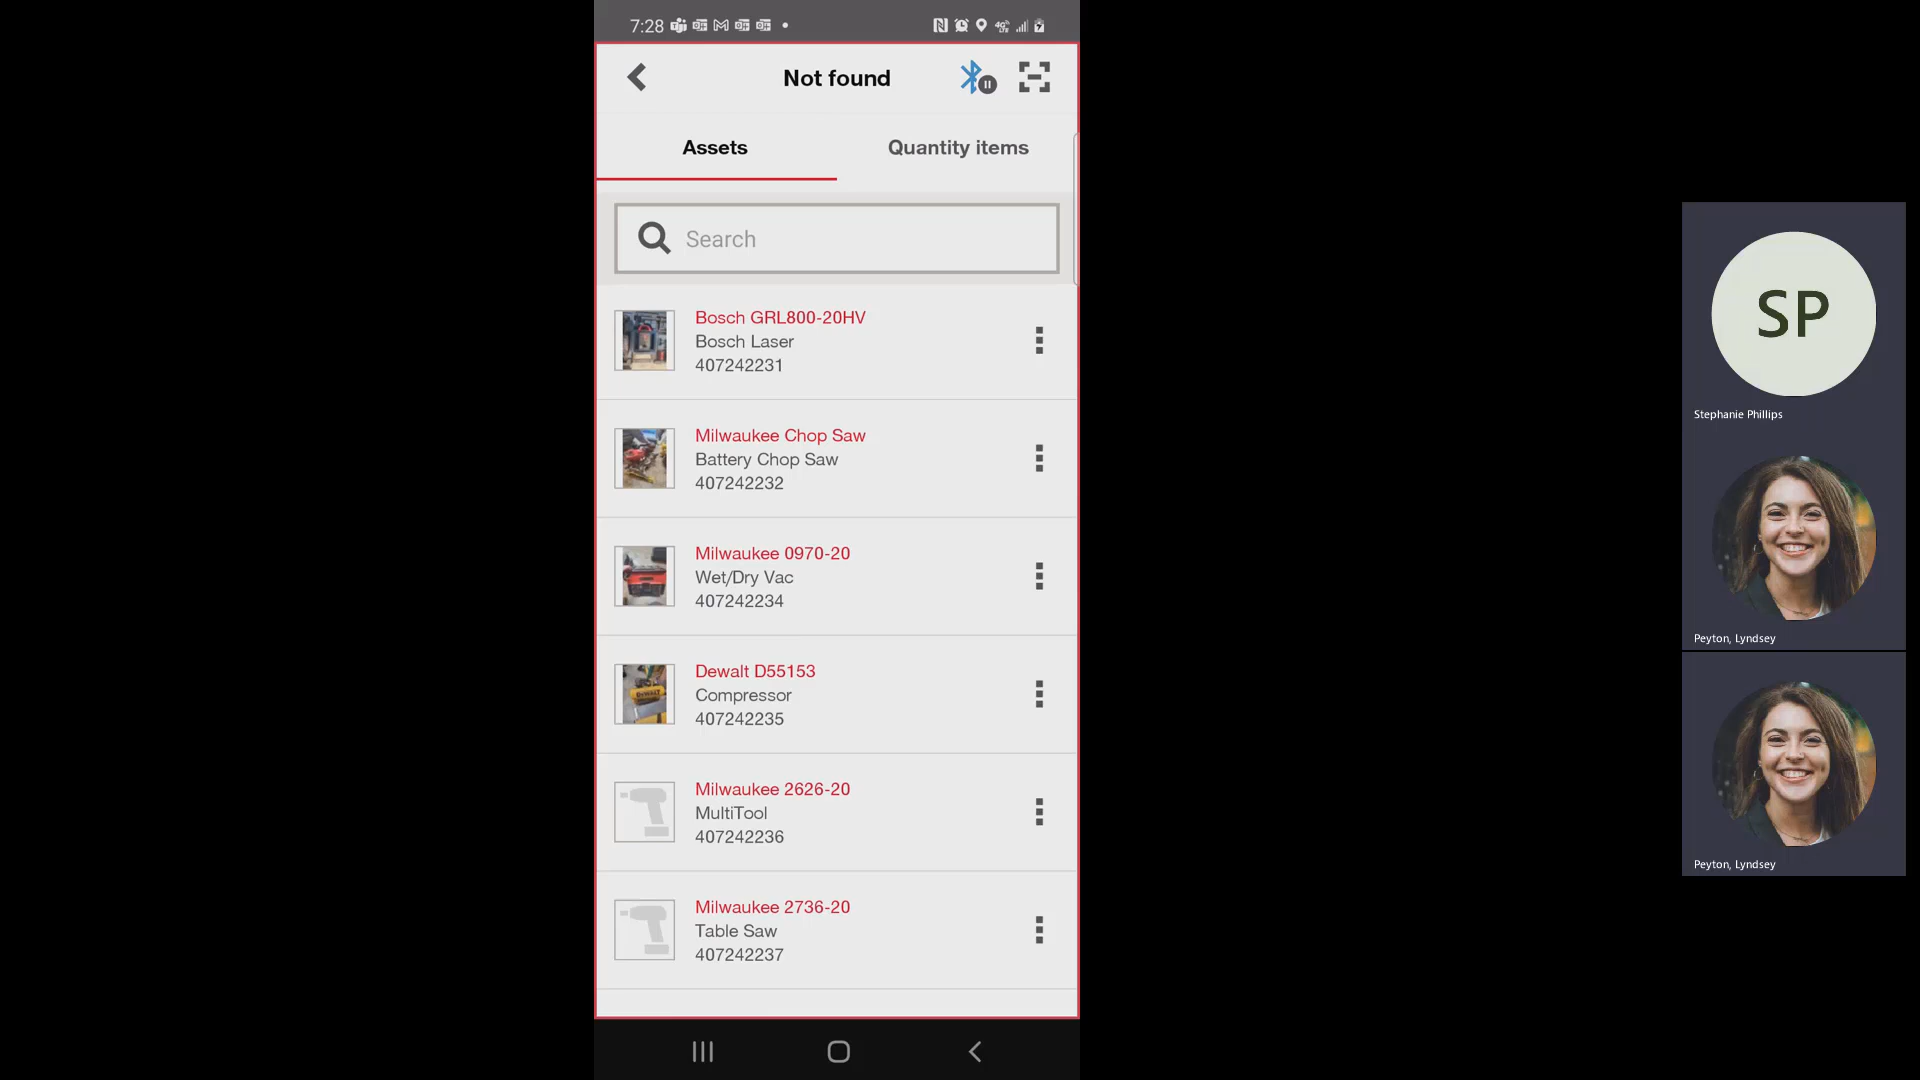 7:28
Not found
Assets
Quantity items
Search
Bosch GRL800-20HV
Bosch Laser
407242231
Milwaukee Chop Saw
Battery Chop Saw
407242232
Milwaukee 0970-20
Wet/Dry Vac
407242234
Dewalt D55153
Compressor
407242235
Milwaukee 2626-20
MultiTool
407242236
Milwaukee 2736-20
Table Saw
407242237
SP
Stephanie Phillips
Peyton, Lyndsey
Peyton, Lyndsey